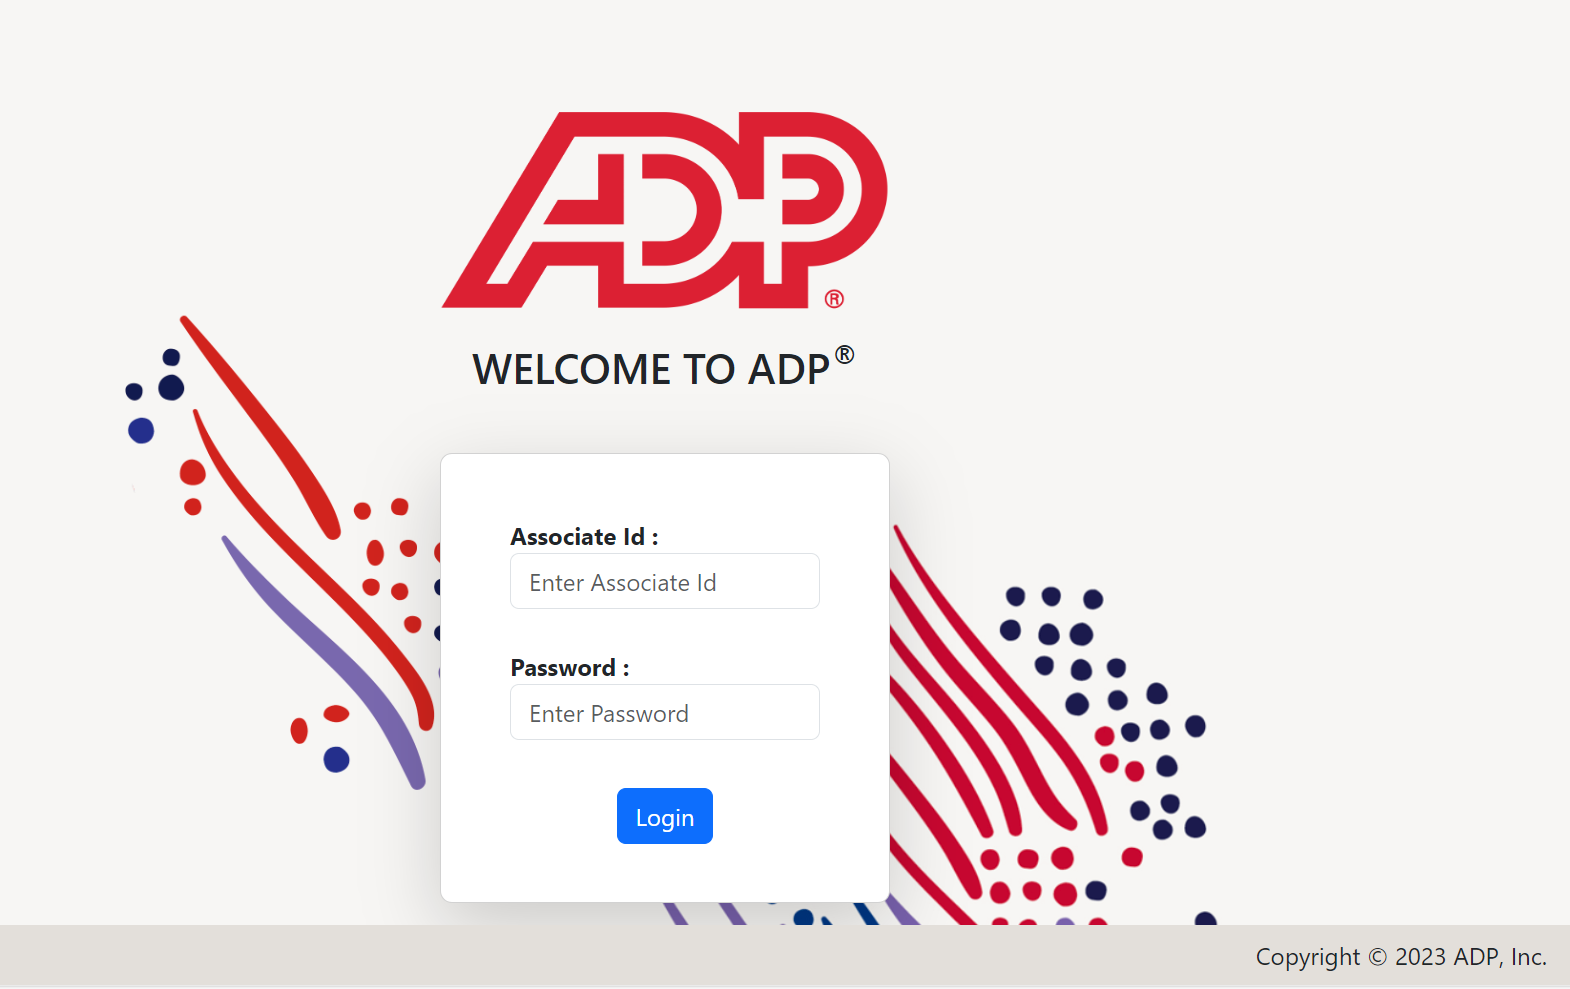 ADP®
WELCOME TO ADP®
Associate Id :
Enter Associate Id
Password :
Enter Password
Login
Copyright © 2023 ADP, Inc.